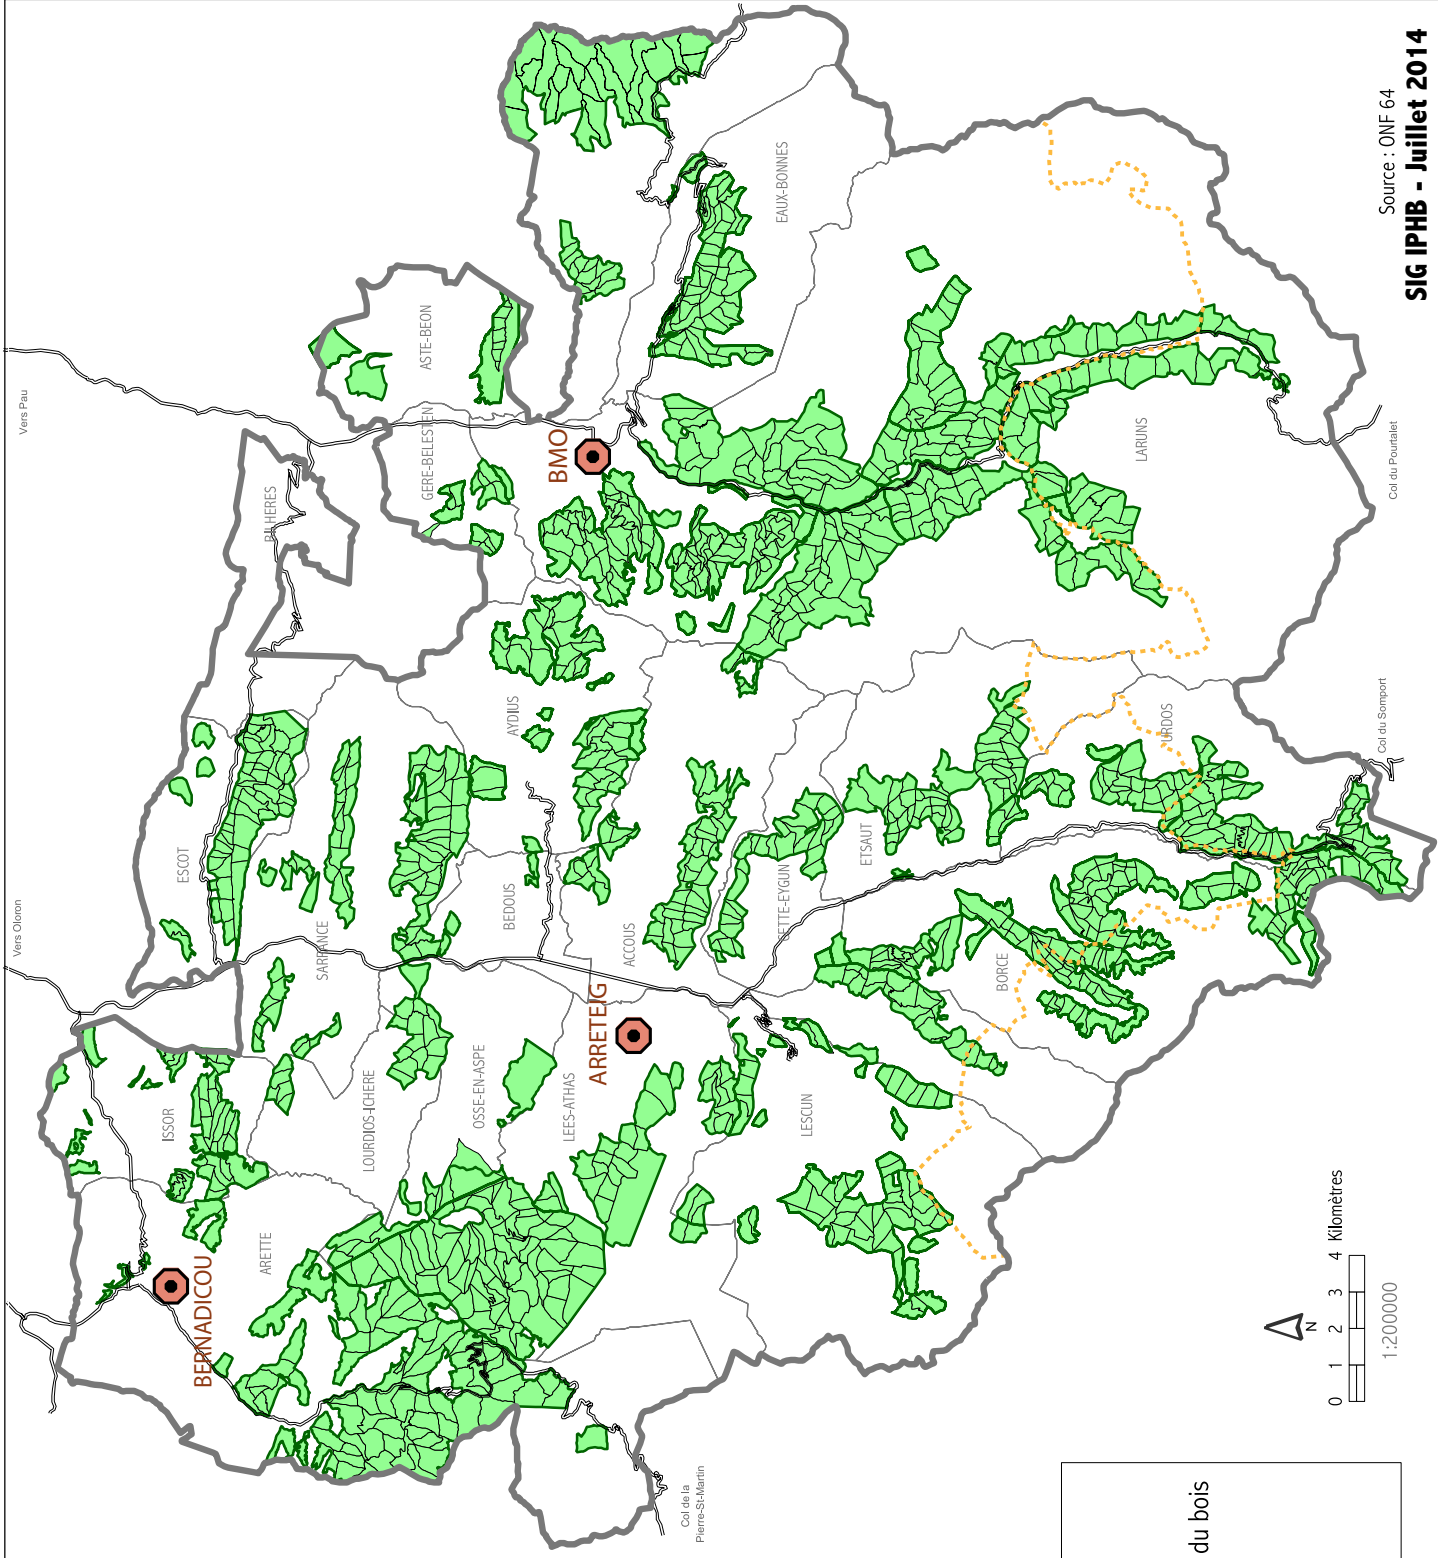 Vers Oloron
Vers Pau
ESCOT
BILHERES
ISSOR
SARRANCE
GERE-BELESTEN
ASTE-BEON
BERNADICOU
ARETTE
LOURDIOS-ICHERE
BEDOUS
AYDIUS
BMO
OSSE-EN-ASPE
LEES-ATHAS
ARRETEIG
ACCOUS
EAUX-BONNES
Col de la
Pierre-St-Martin
LESCUN
CETTE-EYGUN
ETSAUT
BORCE
URDOS
LARUNS
Col du Somport
Col du Pourtalet
du bois
N
0 1 2 3 4 Kilomètres
1:200000
Source : ONF 64
SIG IPHB - Juillet 2014